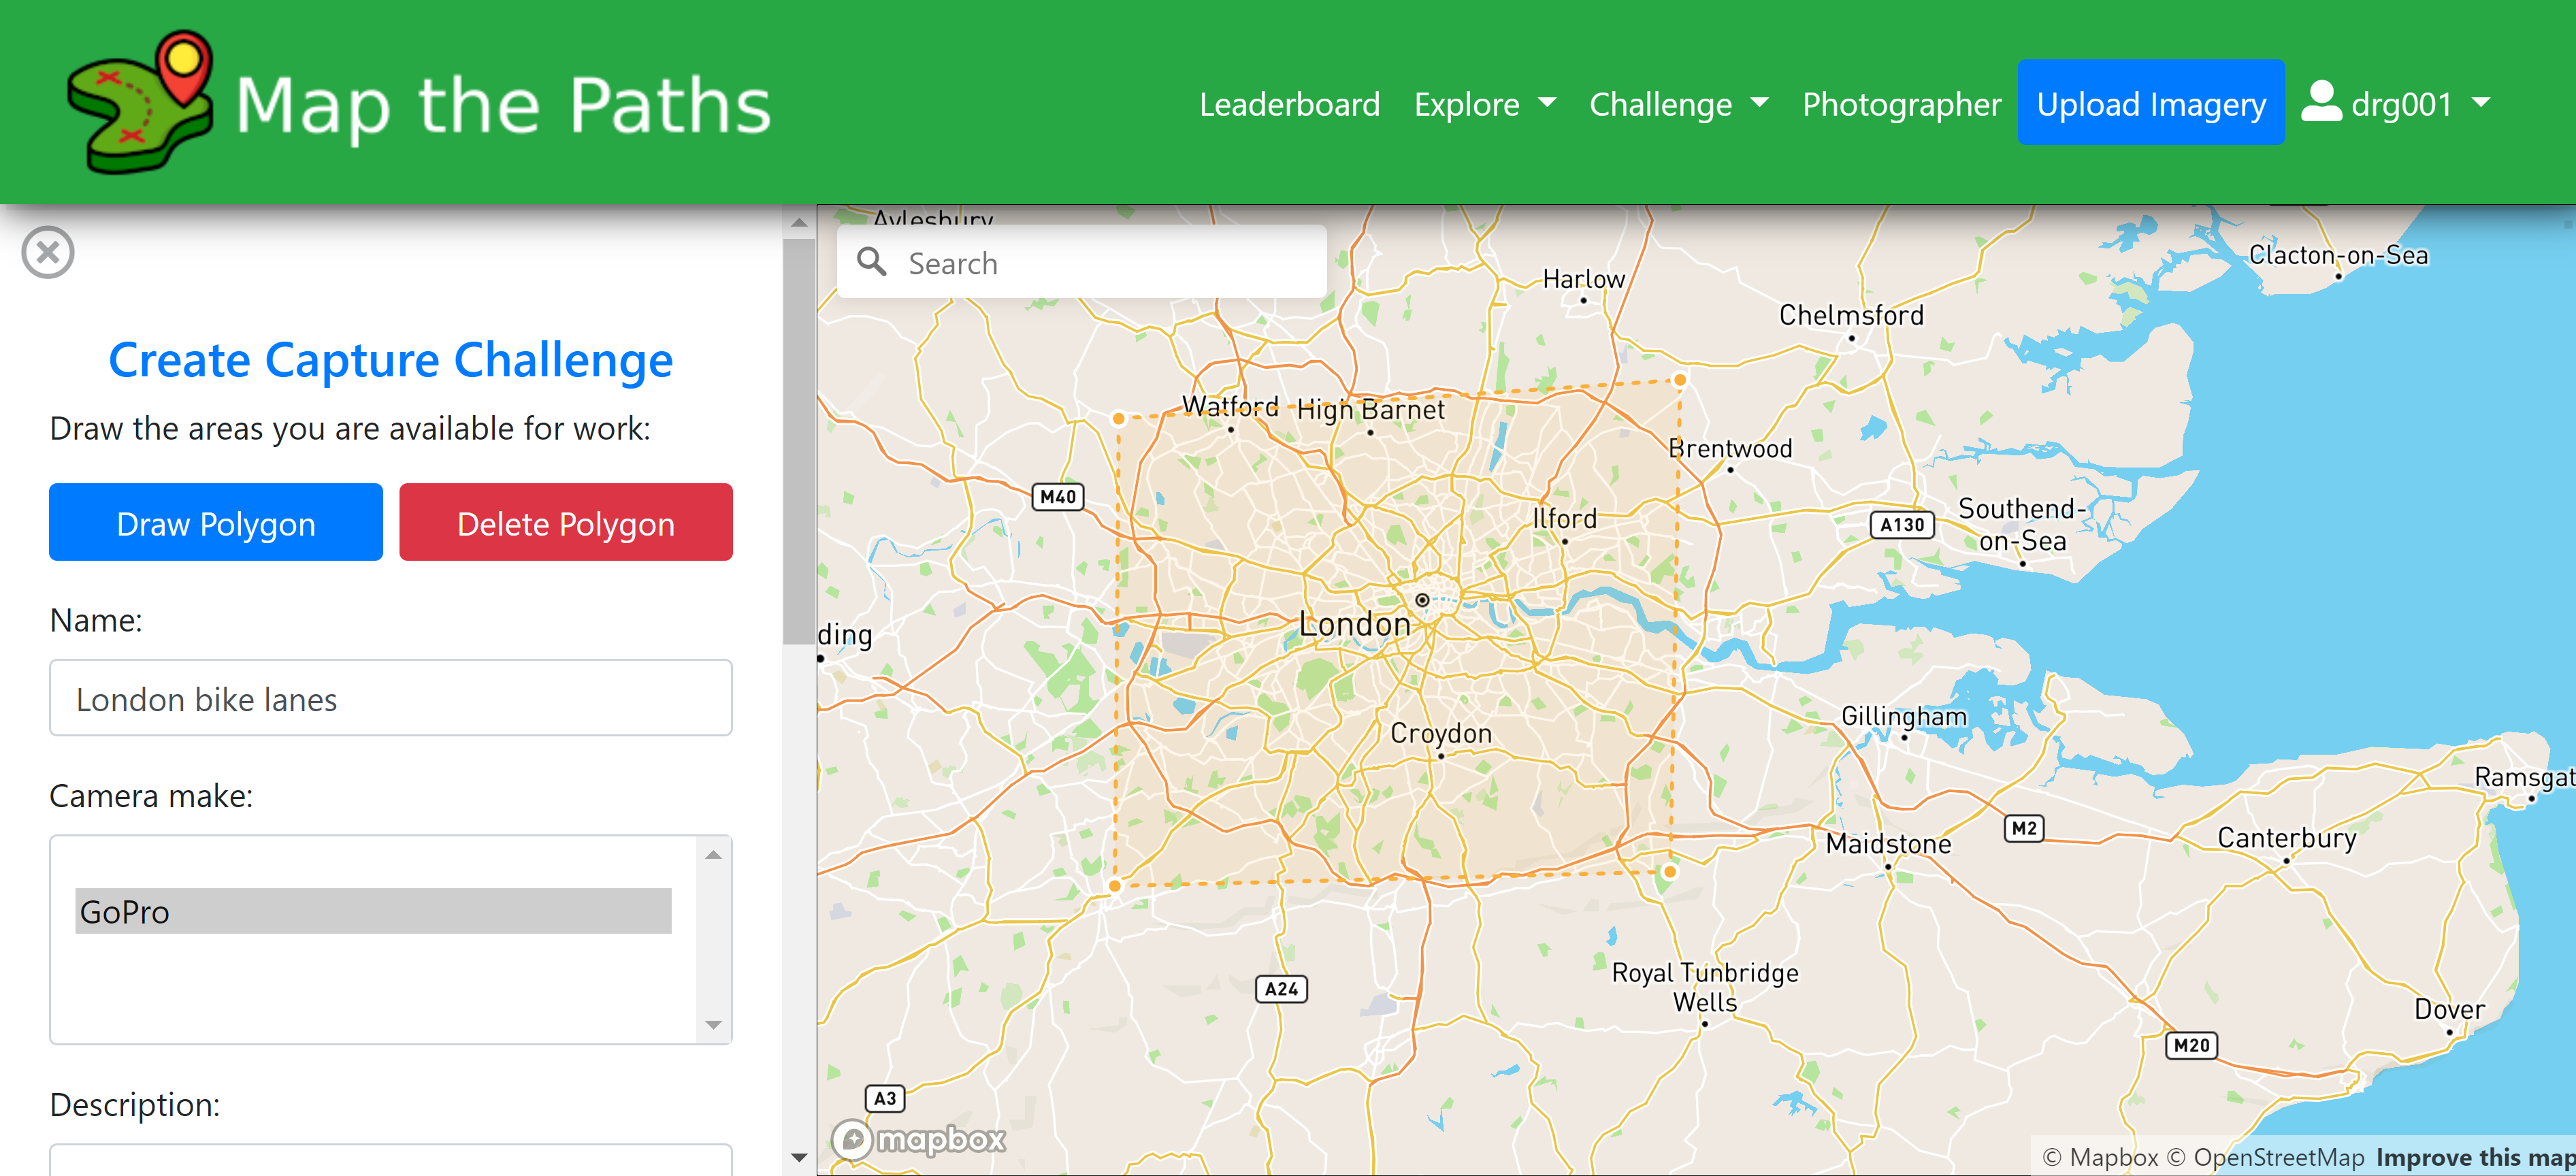 Map the Paths
Leaderboard
Explore
Challenge
Photographer
Upload Imagery
drg001
Create Capture Challenge
Draw the areas you are available for work:
Draw Polygon
Delete Polygon
Name:
London bike lanes
Camera make:
GoPro
Description:
Aylesbury
Search
Harlow
Clacton-on-Sea
Chelmsford
Watford
High Barnet
Brentwood
M40
Ilford
A130
Southend-
on-Sea
London
ding
Gillingham
Croydon
Ramsgat
M2
Maidstone
Canterbury
Royal Tunbridge
Wells
A24
Dover
M20
A3
mapbox
© Mapbox © OpenStreetMap Improve this map